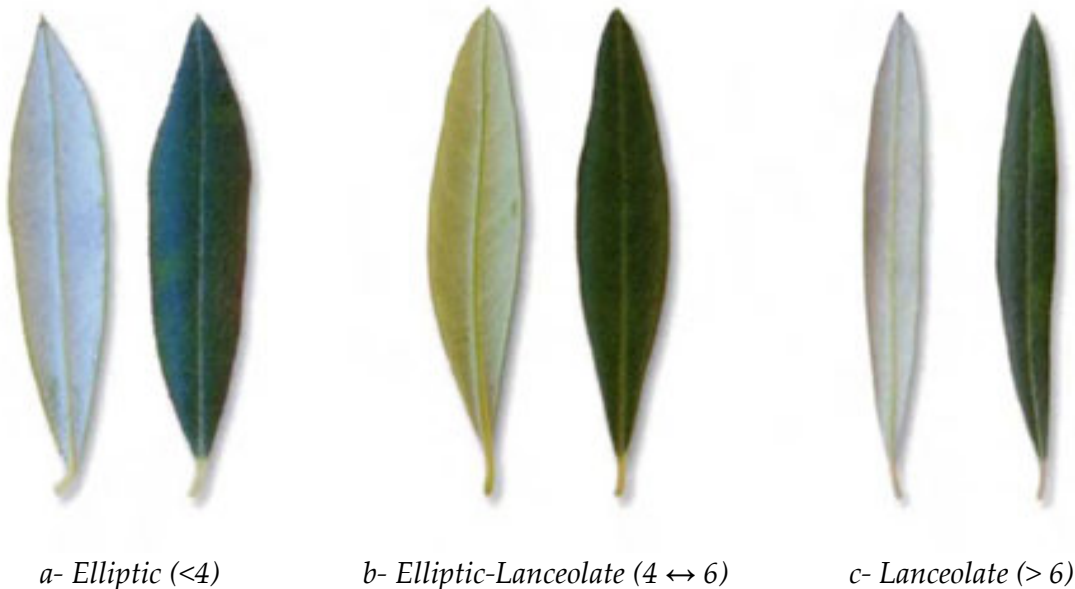 a- Elliptic (<4) b- Elliptic-Lanceolate (4 ↔ 6) c- Lanceolate (> 6)